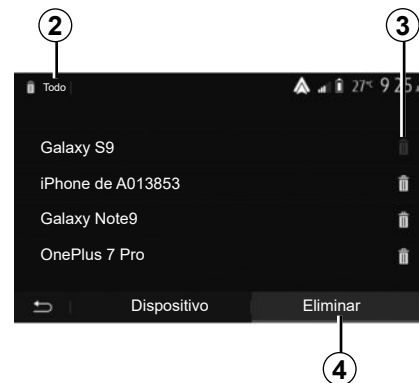 2 3
Todo 27°C 9 25
Galaxy S9
iPhone de A013853
Galaxy Note9
OnePlus 7 Pro
Dispositivo Eliminar
4